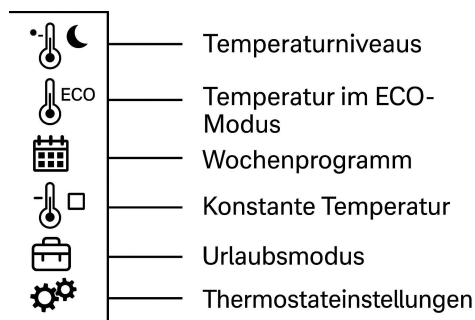 Temperaturniveaus
ECO
Temperatur im ECO-
Modus
Wochenprogramm
Konstante Temperatur
Urlaubsmodus
Thermostateinstellungen